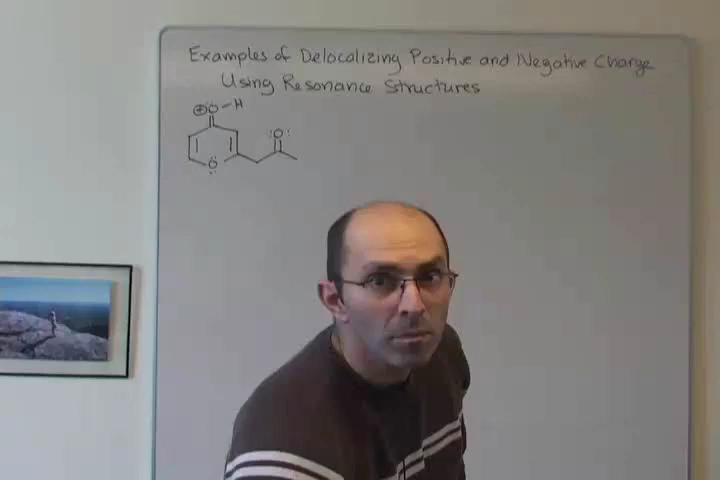 Examples of Delocalizing Positive and Negative Charge
Using Resonance Structures
⊕ :O – H
:O:
:O: